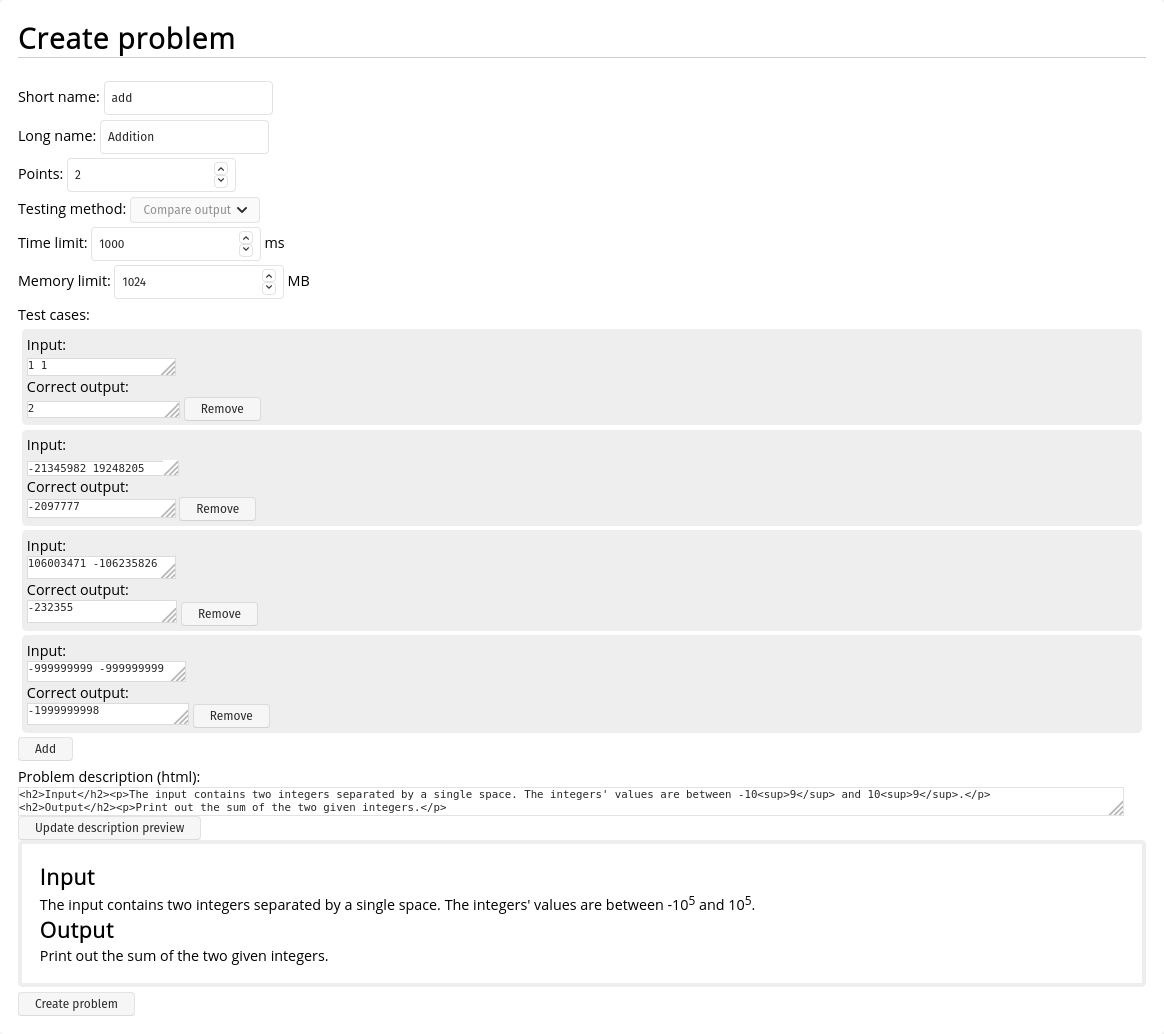 Create problem
Short name: add
Long name: Addition
Points: 2
Testing method: Compare output
Time limit: 1000 ms
Memory limit: 1024 MB
Test cases:
Input:
1 1
Correct output:
2 Remove
Input:
-21345982 19248205
Correct output:
-2097777 Remove
Input:
106003471 -106235826
Correct output:
-232355 Remove
Input:
-999999999 -999999999
Correct output:
-1999999998 Remove
Add
Problem description (html):
<h2>Input</h2><p>The input contains two integers separated by a single space. The integers' values are between -10<sup>9</sup> and 10<sup>9</sup>.</p>
<h2>Output</h2><p>Print out the sum of the two given integers.</p>
Update description preview
Input
The input contains two integers separated by a single space. The integers' values are between -10⁵ and 10⁵.
Output
Print out the sum of the two given integers.
Create problem